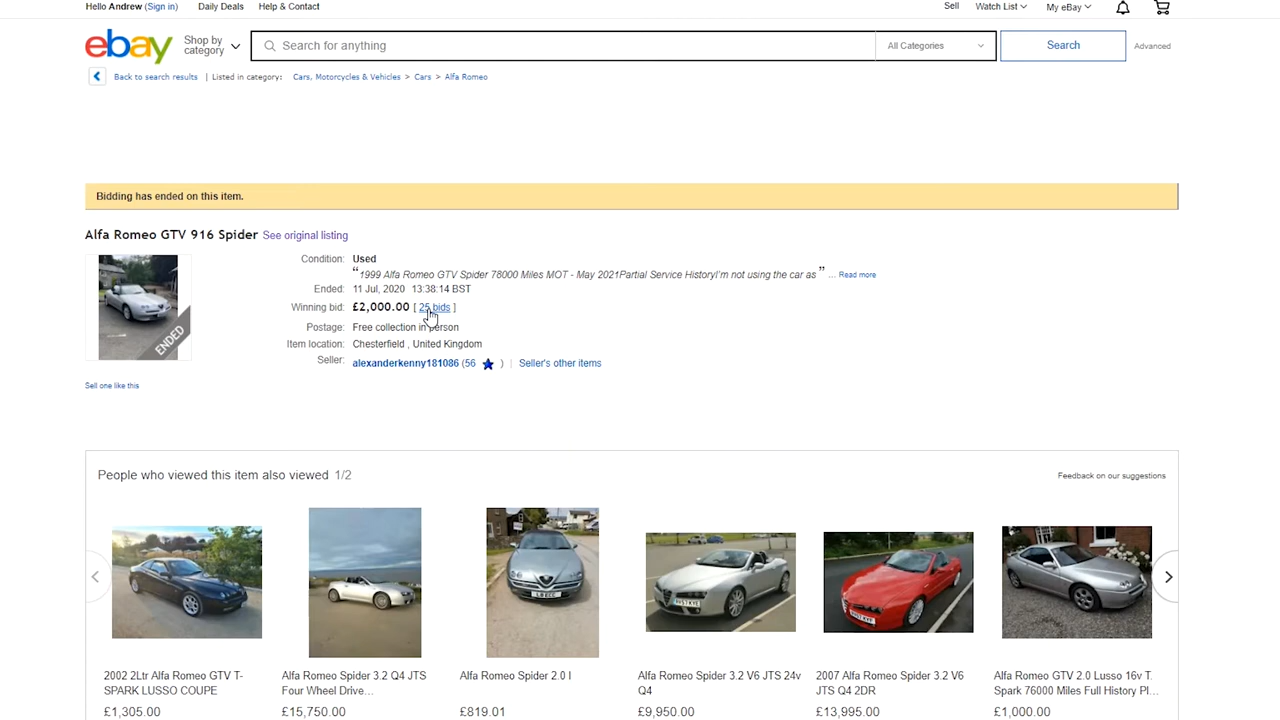 Hello Andrew (Sign in) Daily Deals Help & Contact Sell Watch List My eBay
ebay Shop by category Search for anything All Categories Search Advanced
Back to search results | Listed in category: Cars, Motorcycles & Vehicles > Cars > Alfa Romeo
Bidding has ended on this item.
Alfa Romeo GTV 916 Spider See original listing
ENDED
Condition: Used
“1999 Alfa Romeo GTV Spider 78000 Miles MOT - May 2021Partial Service HistoryI'm not using the car as” ... Read more
Ended: 11 Jul, 2020 13:38:14 BST
Winning bid: £2,000.00 [ 25 bids ]
Postage: Free collection in person
Item location: Chesterfield , United Kingdom
Seller: alexanderkenny181086 (56 ) | Seller's other items
Sell one like this
People who viewed this item also viewed 1/2 Feedback on our suggestions
2002 2Ltr Alfa Romeo GTV T-
SPARK LUSSO COUPE
£1,305.00
Alfa Romeo Spider 3.2 Q4 JTS
Four Wheel Drive...
£15,750.00
Alfa Romeo Spider 2.0 l
£819.01
Alfa Romeo Spider 3.2 V6 JTS 24v
Q4
£9,950.00
2007 Alfa Romeo Spider 3.2 V6
JTS Q4 2DR
£13,995.00
Alfa Romeo GTV 2.0 Lusso 16v T.
Spark 76000 Miles Full History Pl...
£1,000.00